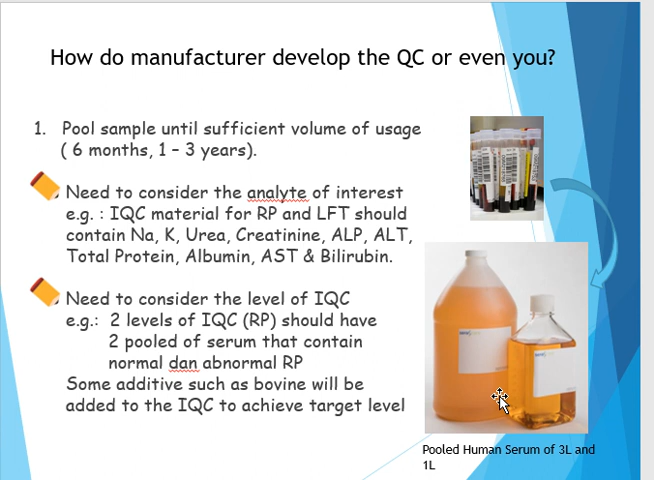 How do manufacturer develop the QC or even you?
1. Pool sample until sufficient volume of usage
( 6 months, 1 – 3 years).
Need to consider the analyte of interest
e.g. : IQC material for RP and LFT should
contain Na, K, Urea, Creatinine, ALP, ALT,
Total Protein, Albumin, AST & Bilirubin.
Need to consider the level of IQC
e.g.: 2 levels of IQC (RP) should have
2 pooled of serum that contain
normal dan abnormal RP
Some additive such as bovine will be
added to the IQC to achieve target level
Pooled Human Serum of 3L and
1L